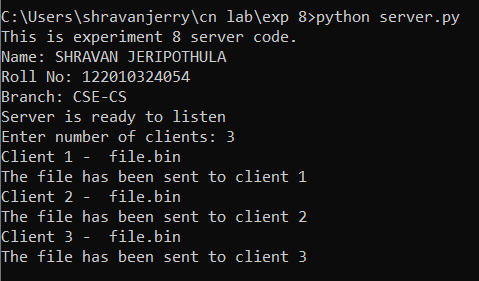 C:\Users\shravanjerry\cn lab\exp 8>python server.py
This is experiment 8 server code.
Name: SHRAVAN JERIPOTHULA
Roll No: 122010324054
Branch: CSE-CS
Server is ready to listen
Enter number of clients: 3
Client 1 -  file.bin
The file has been sent to client 1
Client 2 -  file.bin
The file has been sent to client 2
Client 3 -  file.bin
The file has been sent to client 3